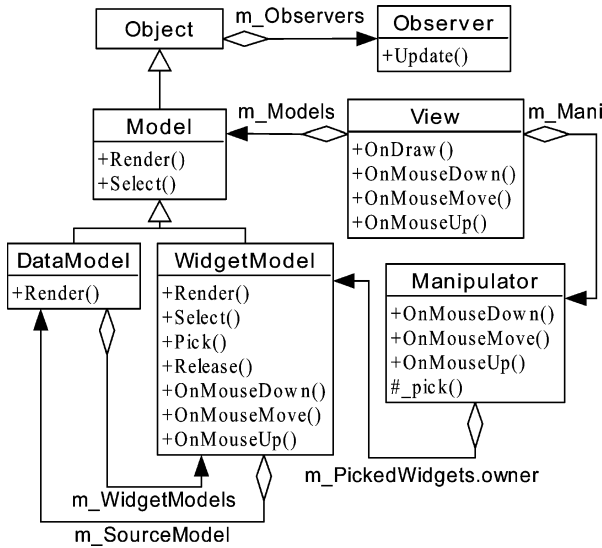 Object
m_Observers
Observer
+Update()
Model
+Render()
+Select()
m_Models
View
+OnDraw()
+OnMouseDown()
+OnMouseMove()
+OnMouseUp()
m_Mani
DataModel
+Render()
WidgetModel
+Render()
+Select()
+Pick()
+Release()
+OnMouseDown()
+OnMouseMove()
+OnMouseUp()
Manipulator
+OnMouseDown()
+OnMouseMove()
+OnMouseUp()
#_pick()
m_PickedWidgets.owner
m_WidgetModels
m_SourceModel